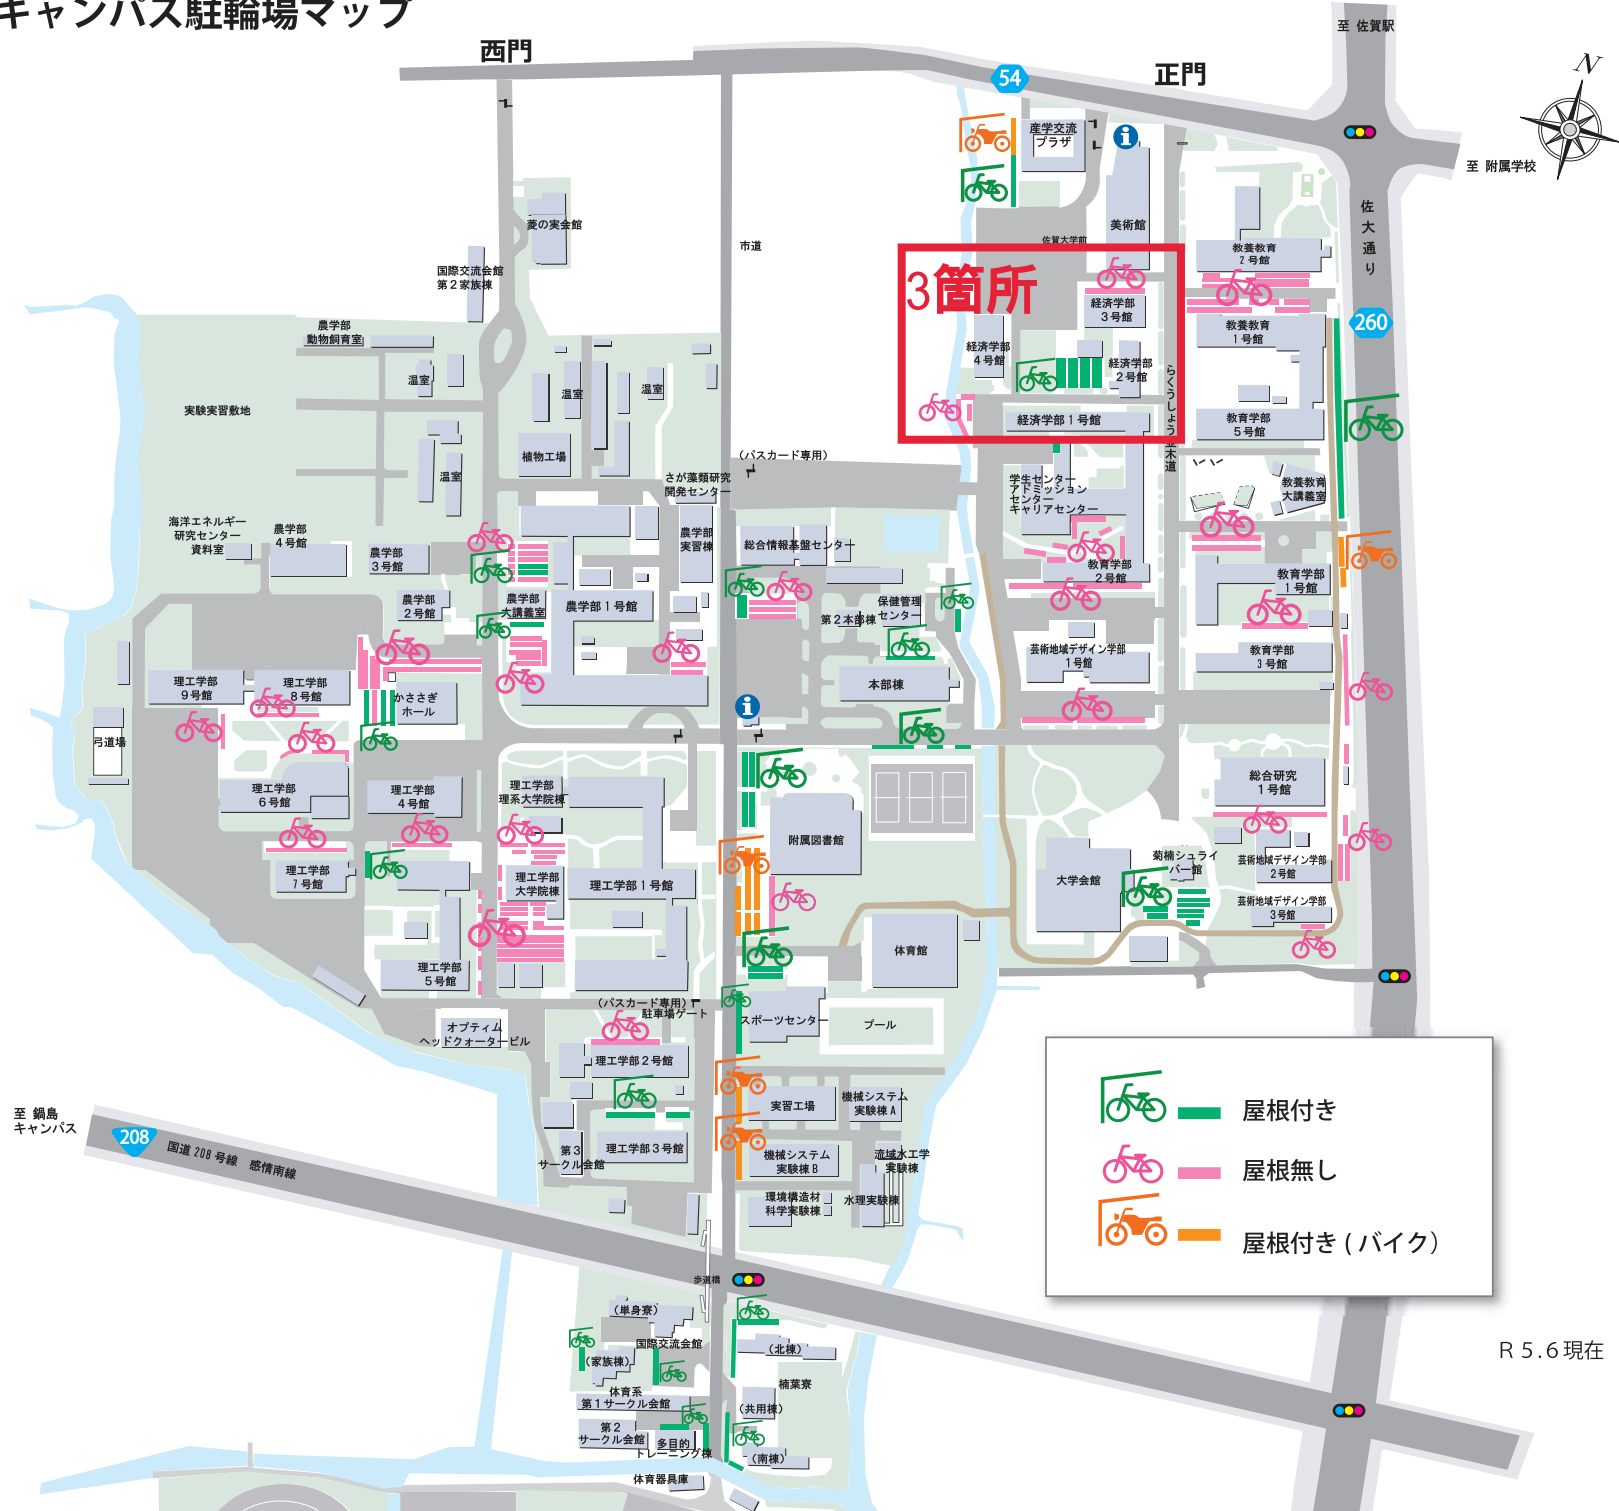 キャンパス駐輪場マップ
西門
正門
至 佐賀駅
54
N
産学交流
プラザ
i
至 附属学校
佐大通り
菱の実会館
美術館
市道
佐賀大学前
国際交流会館
第2家族棟
教養教育
2号館
3箇所
経済学部
3号館
260
農学部
動物飼育室
教養教育
1号館
経済学部
4号館
経済学部
2号館
らくうしょう並木道
温室
温室
温室
実験実習敷地
経済学部1号館
教育学部
5号館
植物工場
(パスカード専用)
温室
さが藻類研究
開発センター
学生センター
アドミッション
センター
キャリアセンター
教養教育
大講義室
海洋エネルギー
研究センター
資料室
農学部
4号館
農学部
3号館
農学部
実習棟
総合情報基盤センター
教育学部
2号館
教育学部
1号館
農学部
2号館
農学部
大講義室
農学部1号館
第2本部棟
保健管理
センター
芸術地域デザイン学部
1号館
教育学部
3号館
理工学部
9号館
理工学部
8号館
かささぎ
ホール
本部棟
i
弓道場
理工学部
6号館
理工学部
4号館
理工学部
理系大学院棟
総合研究
1号館
附属図書館
理工学部
7号館
理工学部
大学院棟
理工学部1号館
大学会館
菊楠シュライ
バー館
芸術地域デザイン学部
2号館
芸術地域デザイン学部
3号館
体育館
理工学部
5号館
(パスカード専用)
駐車場ゲート
オプティム
ヘッドクォータービル
スポーツセンター
プール
理工学部2号館
実習工場
機械システム
実験棟A
屋根付き
至 鍋島
キャンパス
208
国道208号線 感情南線
第3
サークル会館
理工学部3号館
機械システム
実験棟B
流域水工学
実験棟
屋根無し
環境構造材
科学実験棟
水理実験棟
屋根付き(バイク)
歩道橋
(単身寮)
国際交流会館
(北棟)
R5.6現在
(家族棟)
体育系
第1サークル会館
楠葉寮
(共用棟)
第2
サークル会館
多目的
トレーニング棟
(南棟)
体育器具庫